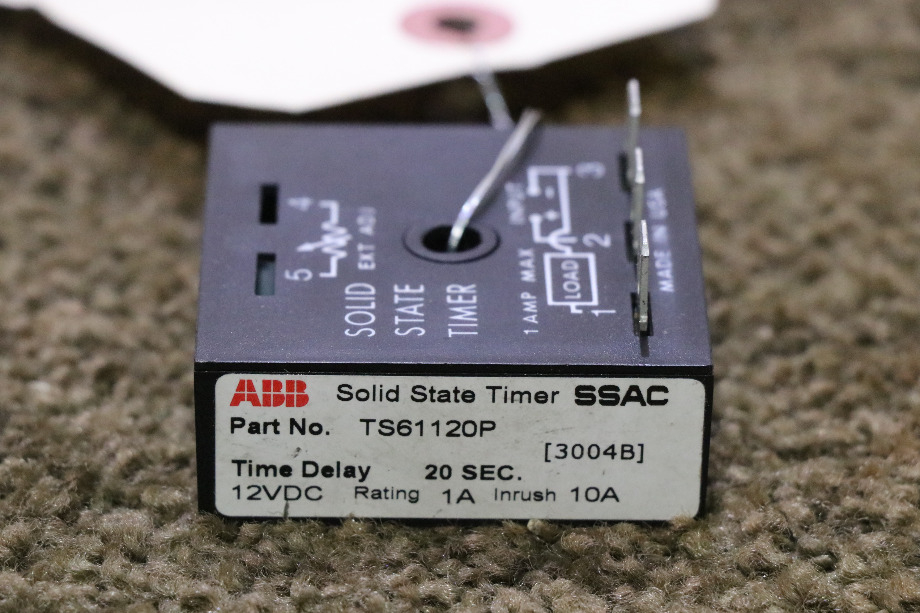 4
5
EXT ADJ
SOLID
STATE
TIMER
1 AMP MAX INPUT
LOAD
1
2
3
MADE IN USA
ABB Solid State Timer SSAC
Part No. TS61120P
[3004B]
Time Delay 20 SEC.
12VDC Rating 1A Inrush 10A